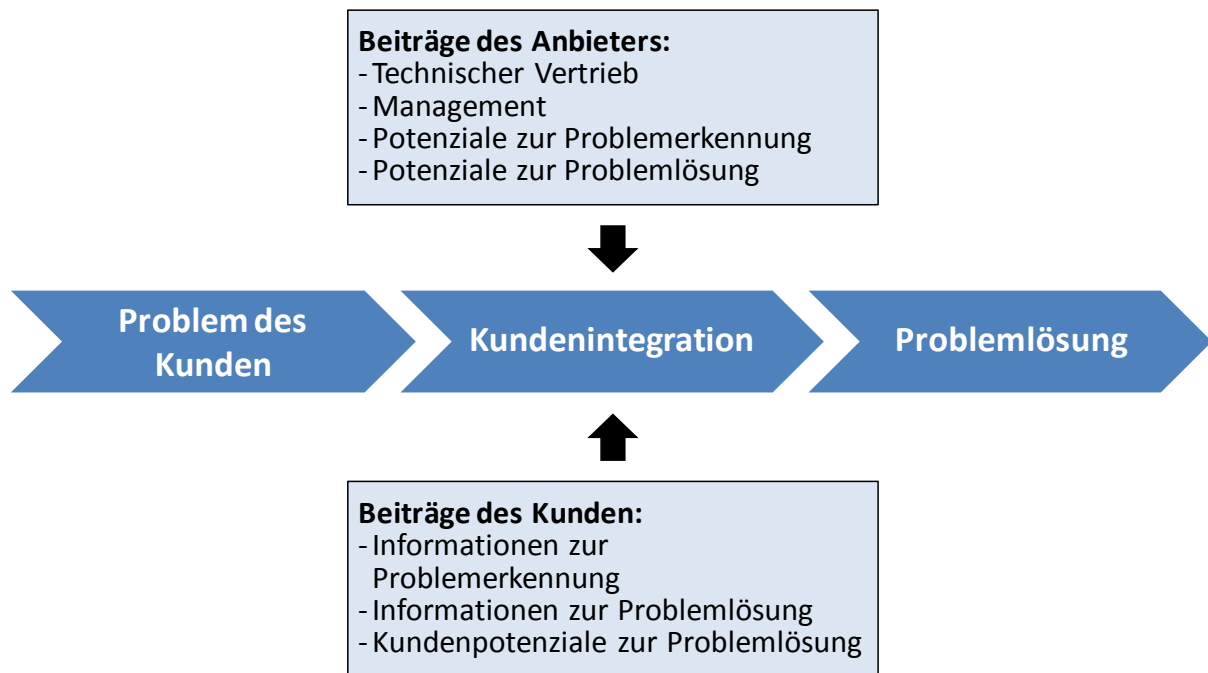 Beiträge des Anbieters:
- Technischer Vertrieb
- Management
- Potenziale zur Problemerkennung
- Potenziale zur Problemlösung
Problem des
Kunden
Kundenintegration
Problemlösung
Beiträge des Kunden:
- Informationen zur
Problemerkennung
- Informationen zur Problemlösung
- Kundenpotenziale zur Problemlösung